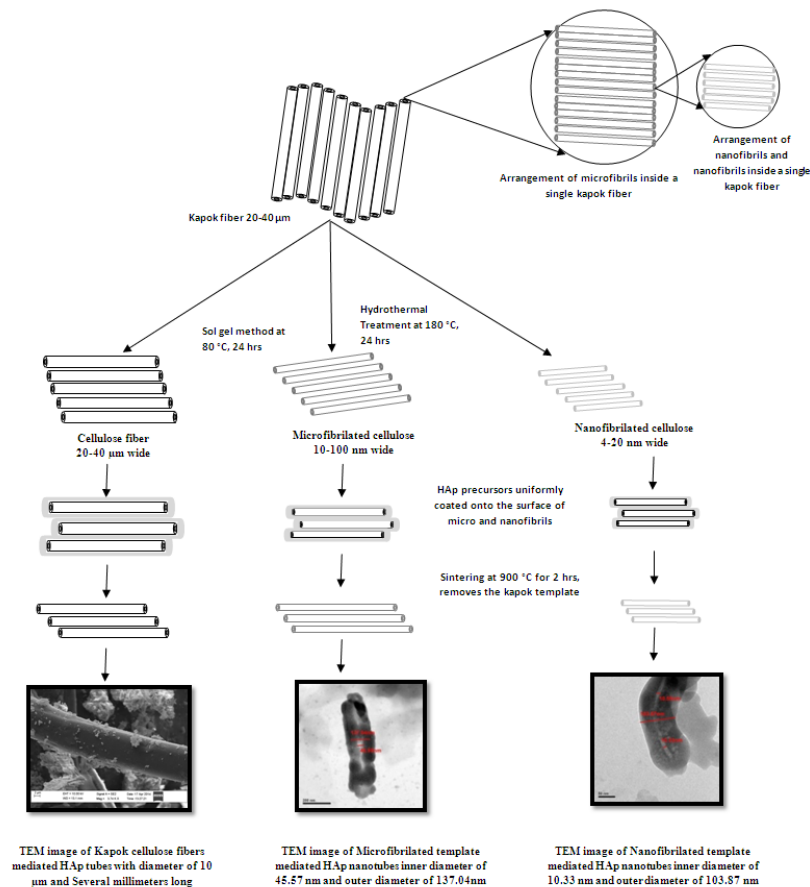 Arrangement of microfibrils inside a
single kapok fiber
Arrangement of
nanofibrils and
nanofibrils inside a single
kapok fiber
Kapok fiber 20-40 µm
Sol gel method at
80 °C, 24 hrs
Hydrothermal
Treatment at 180 °C,
24 hrs
Cellulose fiber
20-40 µm wide
Microfibrilated cellulose
10-100 nm wide
Nanofibrilated cellulose
4-20 nm wide
HAp precursors uniformly
coated onto the surface of
micro and nanofibrils
Sintering at 900 °C for 2 hrs,
removes the kapok template
TEM image of Kapok cellulose fibers
mediated HAp tubes with diameter of 10
µm and Several millimeters long
TEM image of Microfibrilated template
mediated HAp nanotubes inner diameter of
45.57 nm and outer diameter of 137.04nm
TEM image of Nanofibrilated template
mediated HAp nanotubes inner diameter of
10.33 nm and outer diameter of 103.87 nm